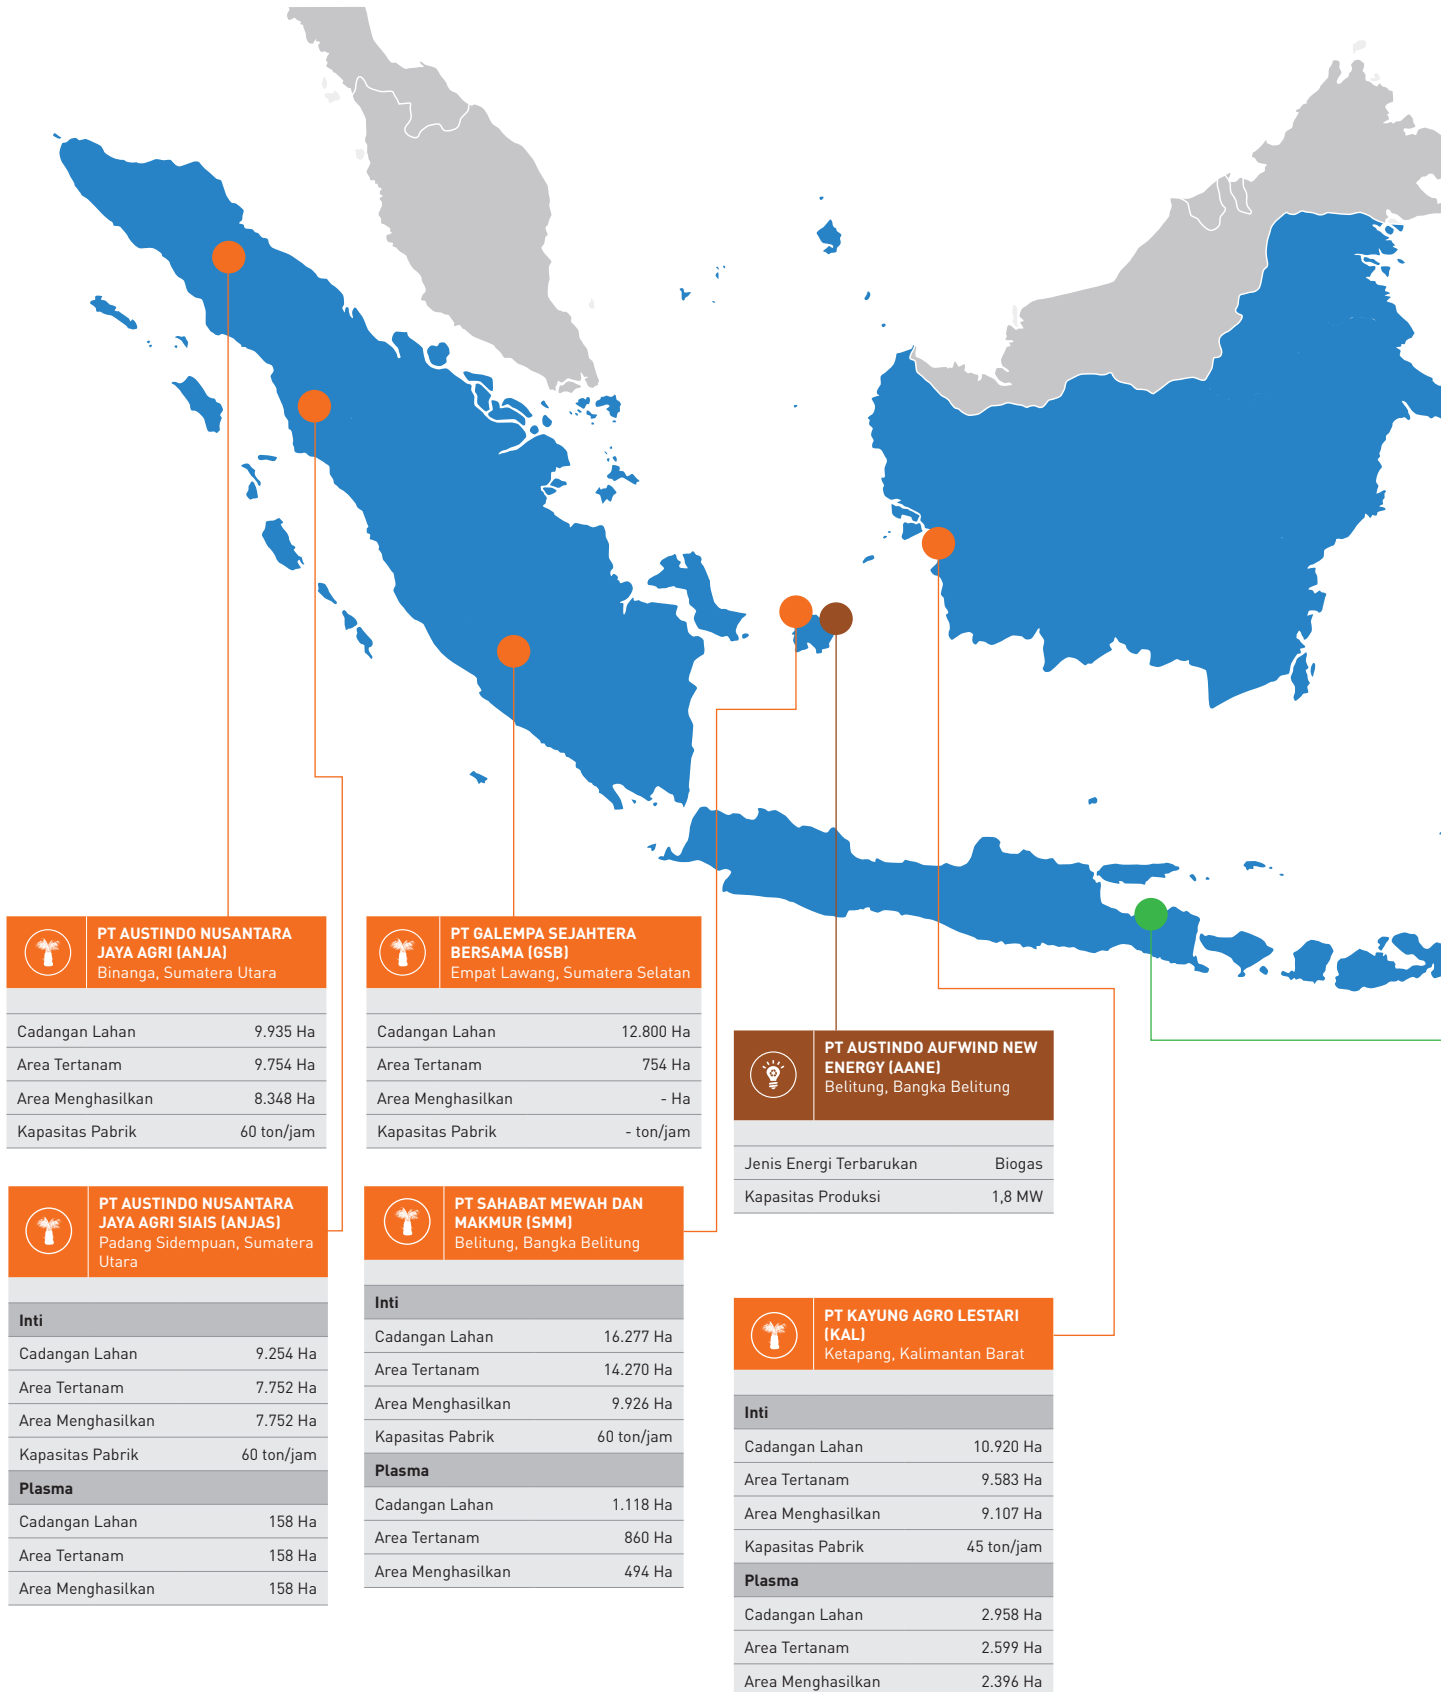 PT AUSTINDO NUSANTARA
JAYA AGRI (ANJA)
Binanga, Sumatera Utara
Cadangan Lahan 9.935 Ha
Area Tertanam 9.754 Ha
Area Menghasilkan 8.348 Ha
Kapasitas Pabrik 60 ton/jam
PT GALEMPA SEJAHTERA
BERSAMA (GSB)
Empat Lawang, Sumatera Selatan
Cadangan Lahan 12.800 Ha
Area Tertanam 754 Ha
Area Menghasilkan - Ha
Kapasitas Pabrik - ton/jam
PT AUSTINDO AUFWIND NEW
ENERGY (AANE)
Belitung, Bangka Belitung
Jenis Energi Terbarukan Biogas
Kapasitas Produksi 1,8 MW
PT AUSTINDO NUSANTARA
JAYA AGRI SIAIS (ANJAS)
Padang Sidempuan, Sumatera
Utara
Inti
Cadangan Lahan 9.254 Ha
Area Tertanam 7.752 Ha
Area Menghasilkan 7.752 Ha
Kapasitas Pabrik 60 ton/jam
Plasma
Cadangan Lahan 158 Ha
Area Tertanam 158 Ha
Area Menghasilkan 158 Ha
PT SAHABAT MEWAH DAN
MAKMUR (SMM)
Belitung, Bangka Belitung
Inti
Cadangan Lahan 16.277 Ha
Area Tertanam 14.270 Ha
Area Menghasilkan 9.926 Ha
Kapasitas Pabrik 60 ton/jam
Plasma
Cadangan Lahan 1.118 Ha
Area Tertanam 860 Ha
Area Menghasilkan 494 Ha
PT KAYUNG AGRO LESTARI
(KAL)
Ketapang, Kalimantan Barat
Inti
Cadangan Lahan 10.920 Ha
Area Tertanam 9.583 Ha
Area Menghasilkan 9.107 Ha
Kapasitas Pabrik 45 ton/jam
Plasma
Cadangan Lahan 2.958 Ha
Area Tertanam 2.599 Ha
Area Menghasilkan 2.396 Ha